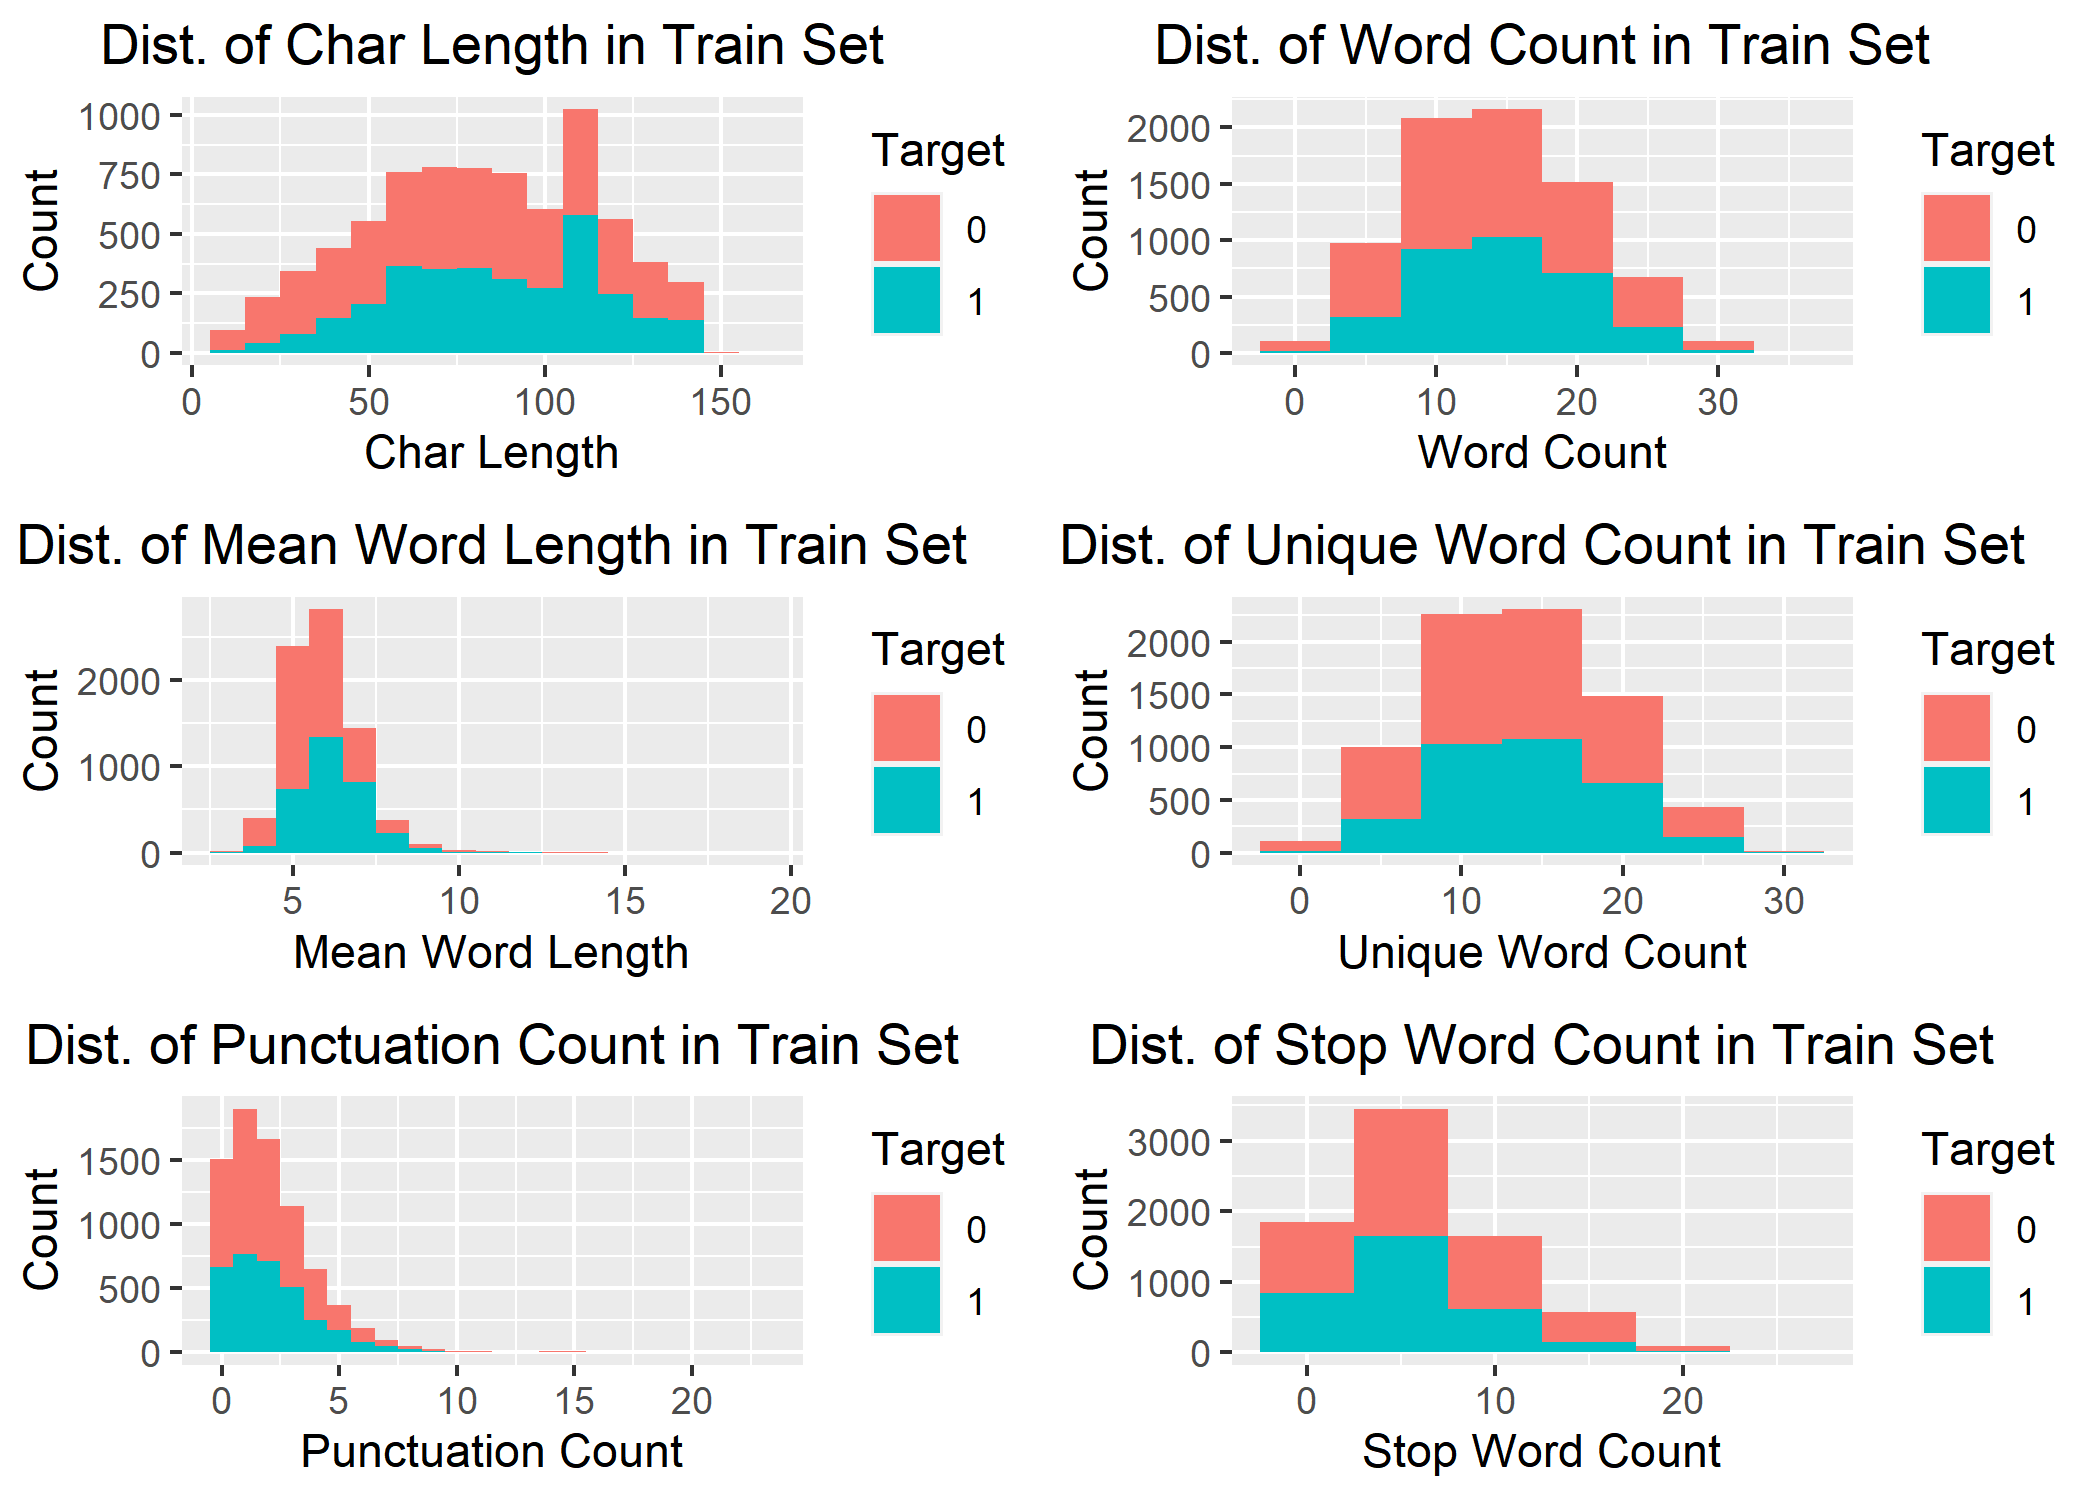 Dist. of Char Length in Train Set
Count
1000
750
500
250
0
0 50 100 150
Char Length
Target
0
1
Dist. of Word Count in Train Set
Count
2000
1500
1000
500
0
0 10 20 30
Word Count
Target
0
1
Dist. of Mean Word Length in Train Set
Count
2000
1000
0
5 10 15 20
Mean Word Length
Target
0
1
Dist. of Unique Word Count in Train Set
Count
2000
1500
1000
500
0
0 10 20 30
Unique Word Count
Target
0
1
Dist. of Punctuation Count in Train Set
Count
1500
1000
500
0
0 5 10 15 20
Punctuation Count
Target
0
1
Dist. of Stop Word Count in Train Set
Count
3000
2000
1000
0
0 10 20
Stop Word Count
Target
0
1